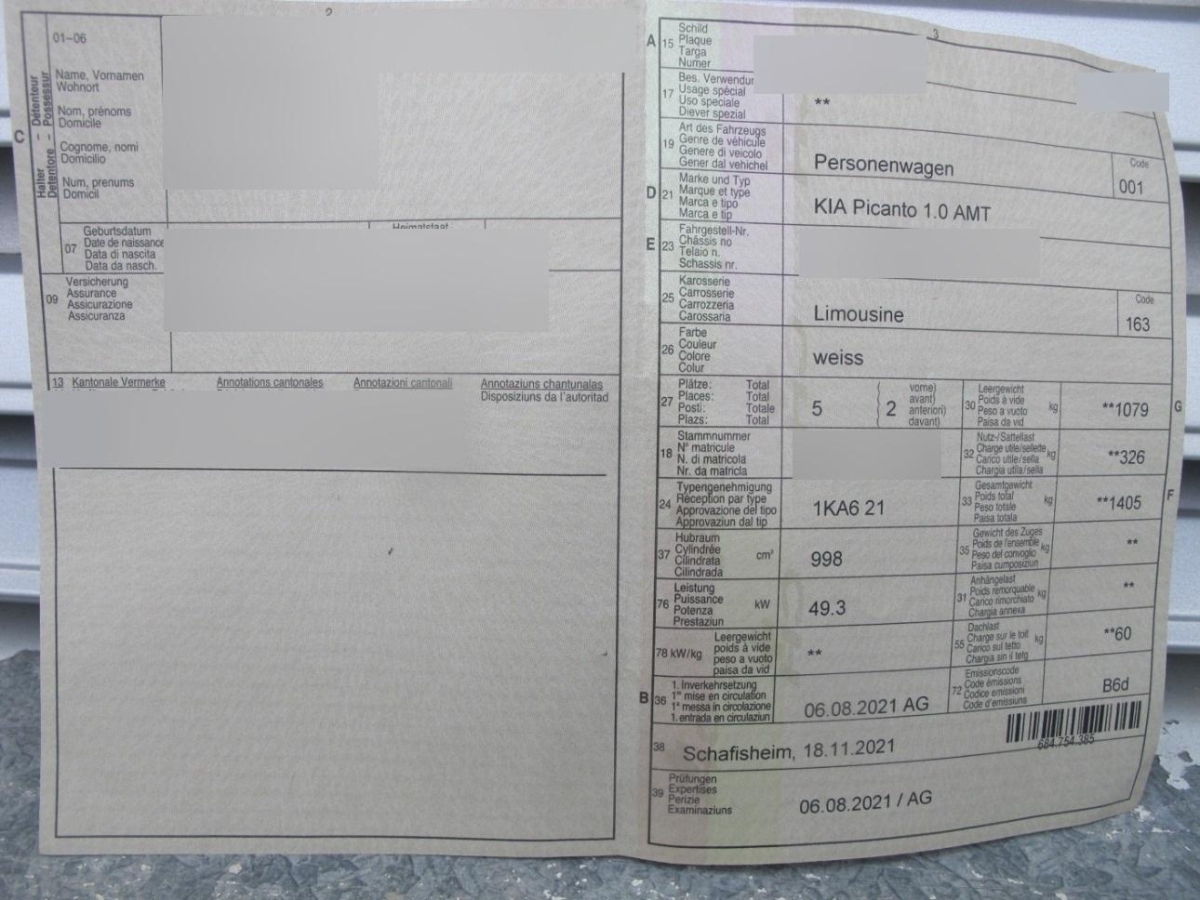 01–06
Name, Vornamen
Wohnort
Nom, prénoms
Domicile
Cognome, nomi
Domicilio
Num, prenums
Domicil
C
Halter - Détenteur
Detentore - Possessur
07
Geburtsdatum
Date de naissance
Data di nascita
Data da nasch.
Heimatstaat
09
Versicherung
Assurance
Assicurazione
Assicuranza
13 Kantonale Vermerke Annotations cantonales Annotazioni cantonali Annotaziuns chantunalas
Disposiziuns da l'autoritad
3
A 15
Schild
Plaque
Targa
Numer
17
Bes. Verwendun
Usage spécial
Uso speciale
Diever spezial
**
19
Art des Fahrzeugs
Genre de véhicule
Genere di veicolo
Gener dal vehichel
Personenwagen
Code
001
D 21
Marke und Typ
Marque et type
Marca e tipo
Marca e tip
KIA Picanto 1.0 AMT
E 23
Fahrgestell-Nr.
Châssis no
Telaio n.
Schassis nr.
25
Karosserie
Carrosserie
Carrozzeria
Carossaria
Limousine
Code
163
26
Farbe
Couleur
Colore
Colur
weiss
27
Plätze: Total
Places: Total
Posti: Totale
Plazs: Total
5
2
vorne)
avant)
anteriori)
davant)
30
Leergewicht
Poids à vide
Peso a vuoto
Paisa da vid
kg
**1079
G
18
Stammnummer
N° matricule
N. di matricola
Nr. da matricla
32
Nutz-/Sattellast
Charge utile/sellette
Carico utile/sella
Chargia utila/sella
kg
**326
24
Typengenehmigung
Réception par type
Approvazione del tipo
Approvaziun dal tip
1KA6 21
33
Gesamtgewicht
Poids total
Peso totale
Paisa totala
kg
**1405
F
37
Hubraum
Cylindrée
Cilindrata
Cilindrada
cm³
998
35
Gewicht des Zuges
Poids de l'ensemble
Peso del convoglio
Paisa cumposiziun
kg
**
76
Leistung
Puissance
Potenza
Prestaziun
kW
49.3
31
Anhängelast
Poids remorquable
Carico rimorchiato
Chargia annexa
kg
**
78 kW/kg
Leergewicht
poids à vide
peso a vuoto
paisa da vid
**
55
Dachlast
Charge sur le toit
Carico sul tetto
Chargia sin il tetg
kg
**60
B 36
1. Inverkehrsetzung
1re mise en circulation
1a messa in circolazione
1. entrada en circulaziun
06.08.2021 AG
72
Emissionscode
Code émissions
Codice emissioni
Code d'emissiuns
B6d
38
Schafisheim, 18.11.2021
684.754.385
39
Prüfungen
Expertises
Perizie
Examinaziuns
06.08.2021 / AG